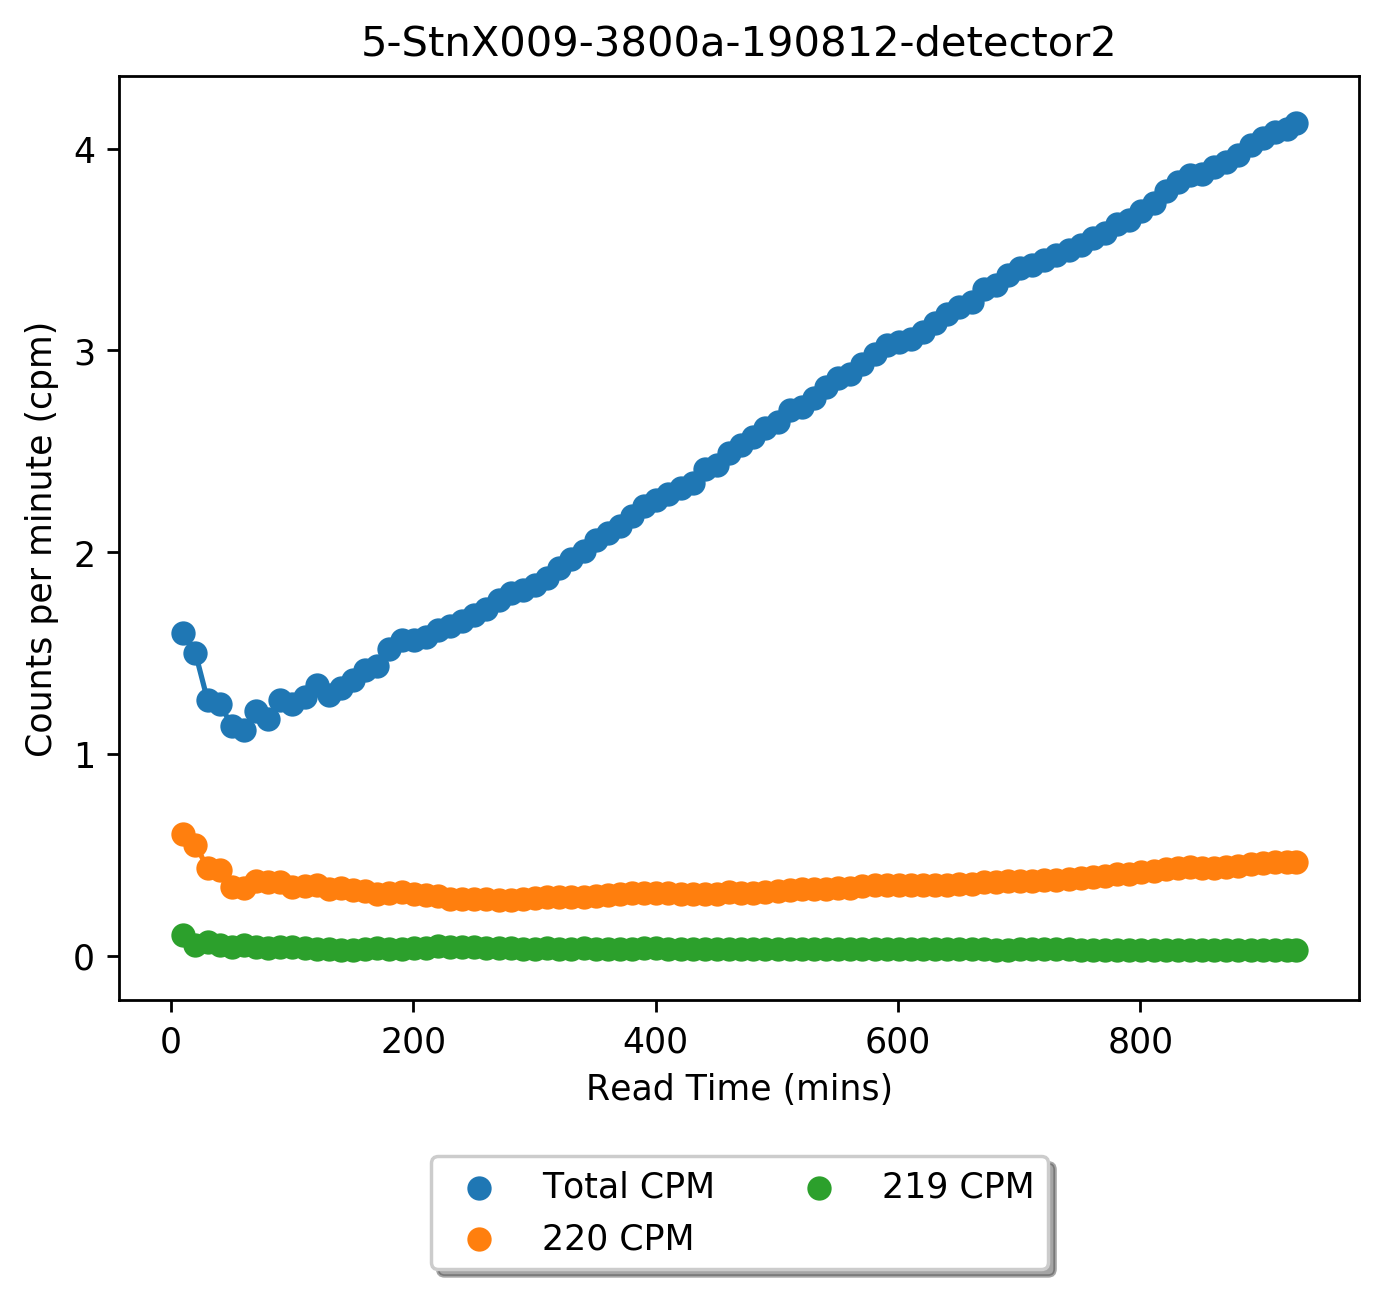 5-StnX009-3800a-190812-detector2
Counts per minute (cpm)
4
3
2
1
0
0 200 400 600 800
Read Time (mins)
Total CPM 219 CPM
220 CPM